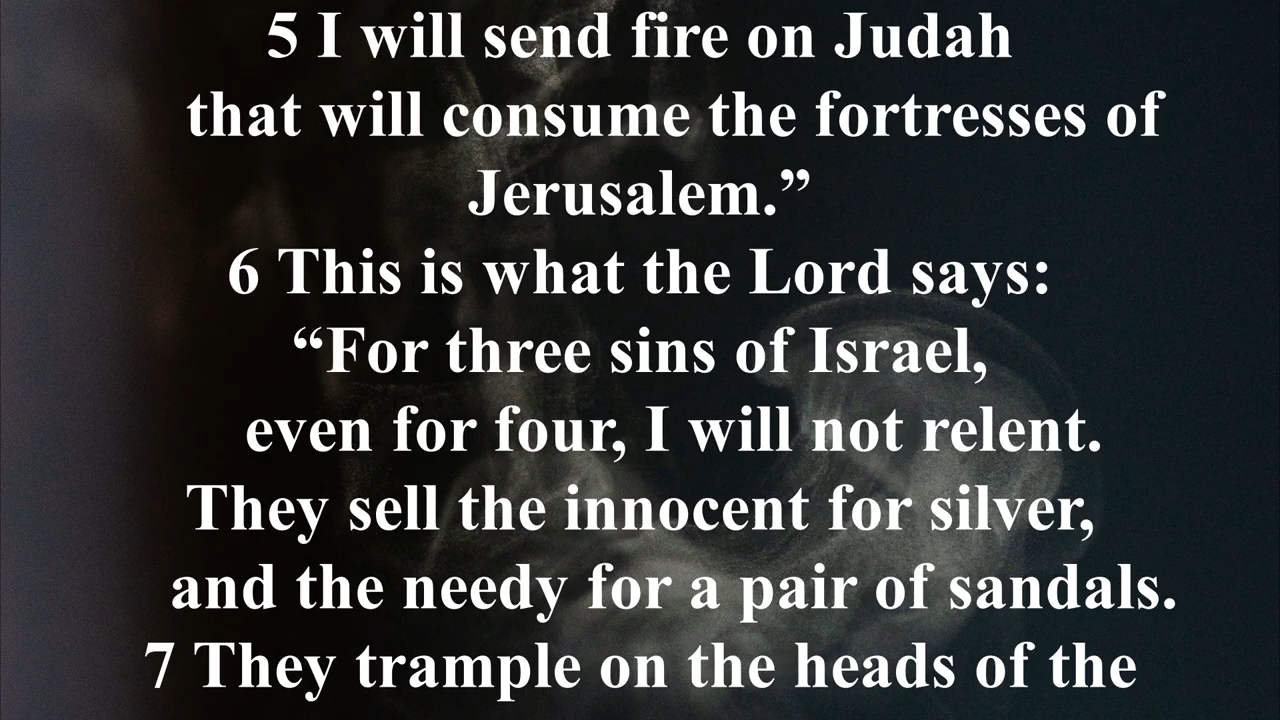 5 I will send fire on Judah
that will consume the fortresses of
Jerusalem.”
6 This is what the Lord says:
“For three sins of Israel,
even for four, I will not relent.
They sell the innocent for silver,
and the needy for a pair of sandals.
7 They trample on the heads of the